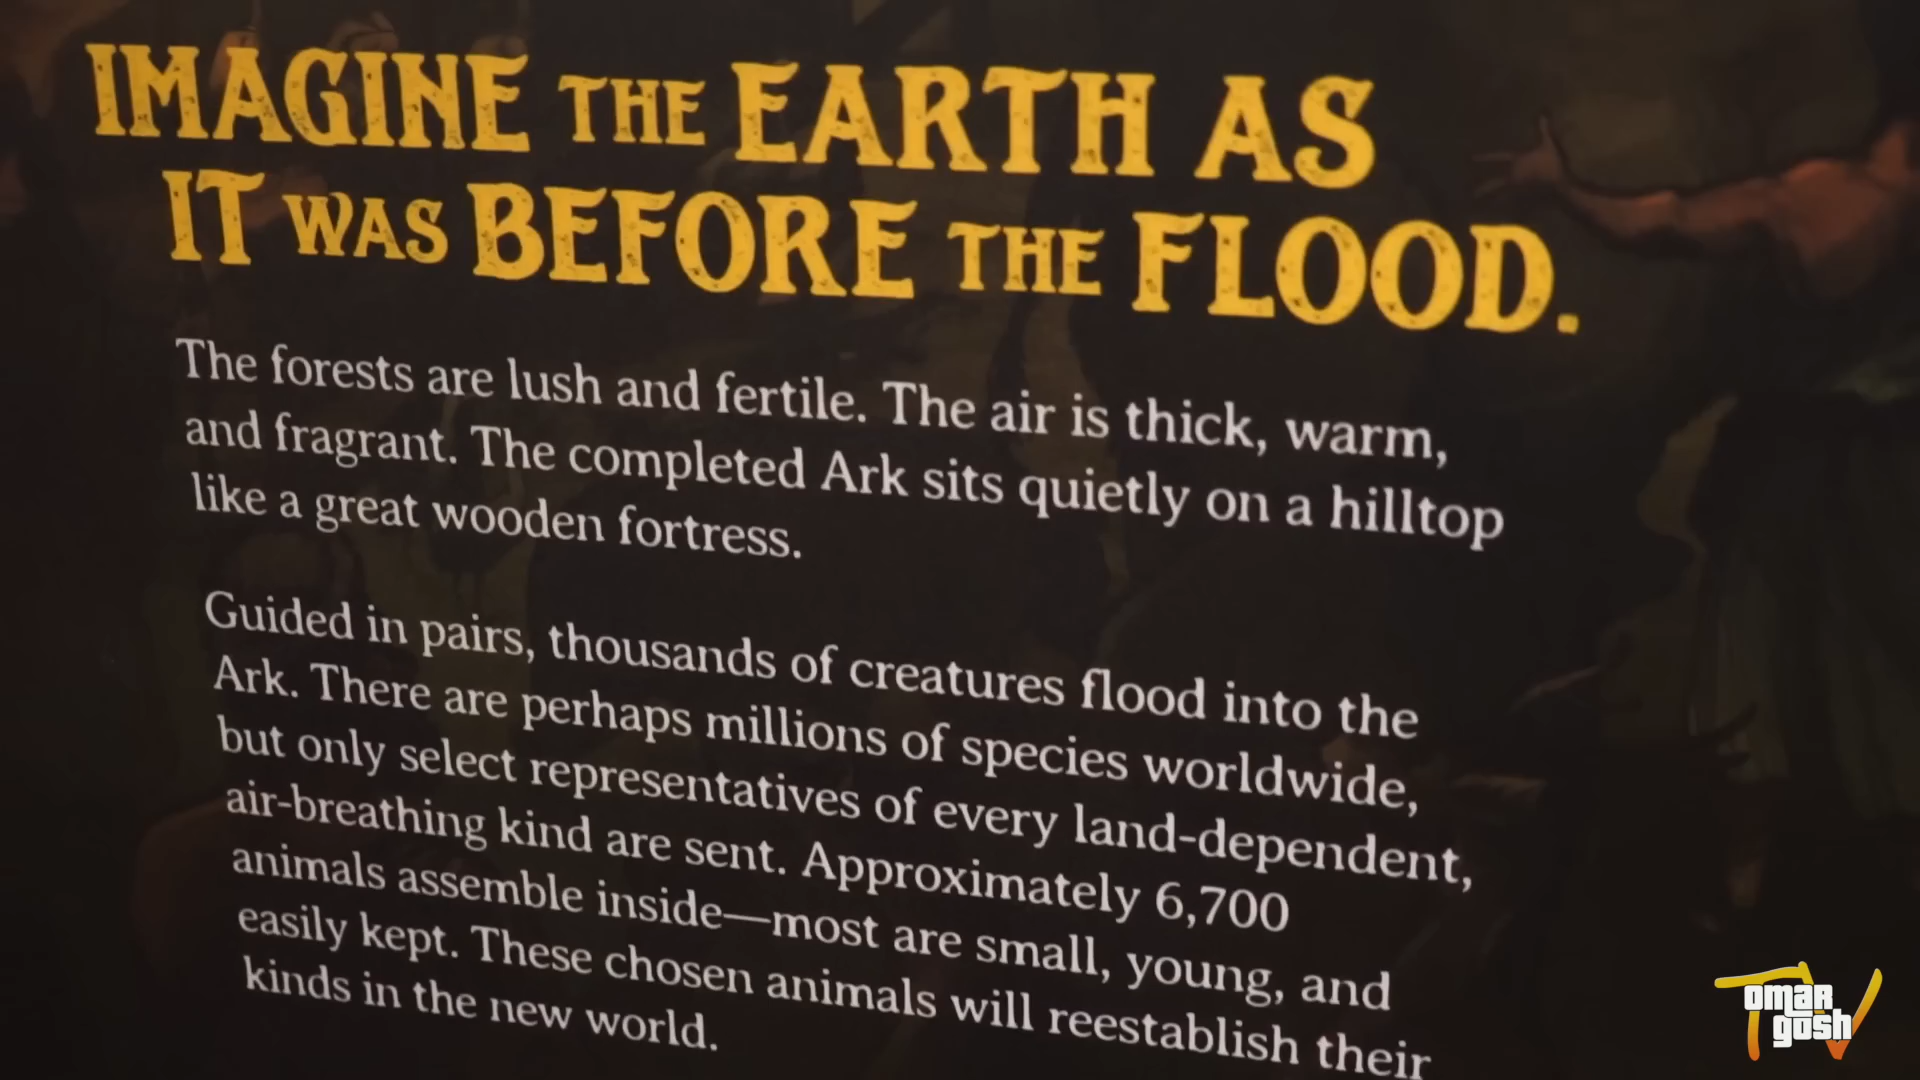 IMAGINE THE EARTH AS
IT WAS BEFORE THE FLOOD.
The forests are lush and fertile. The air is thick, warm,
and fragrant. The completed Ark sits quietly on a hilltop
like a great wooden fortress.
Guided in pairs, thousands of creatures flood into the
Ark. There are perhaps millions of species worldwide,
but only select representatives of every land-dependent,
air-breathing kind are sent. Approximately 6,700
animals assemble inside—most are small, young, and
easily kept. These chosen animals will reestablish their
kinds in the new world.
OMAR
GOSH
TV